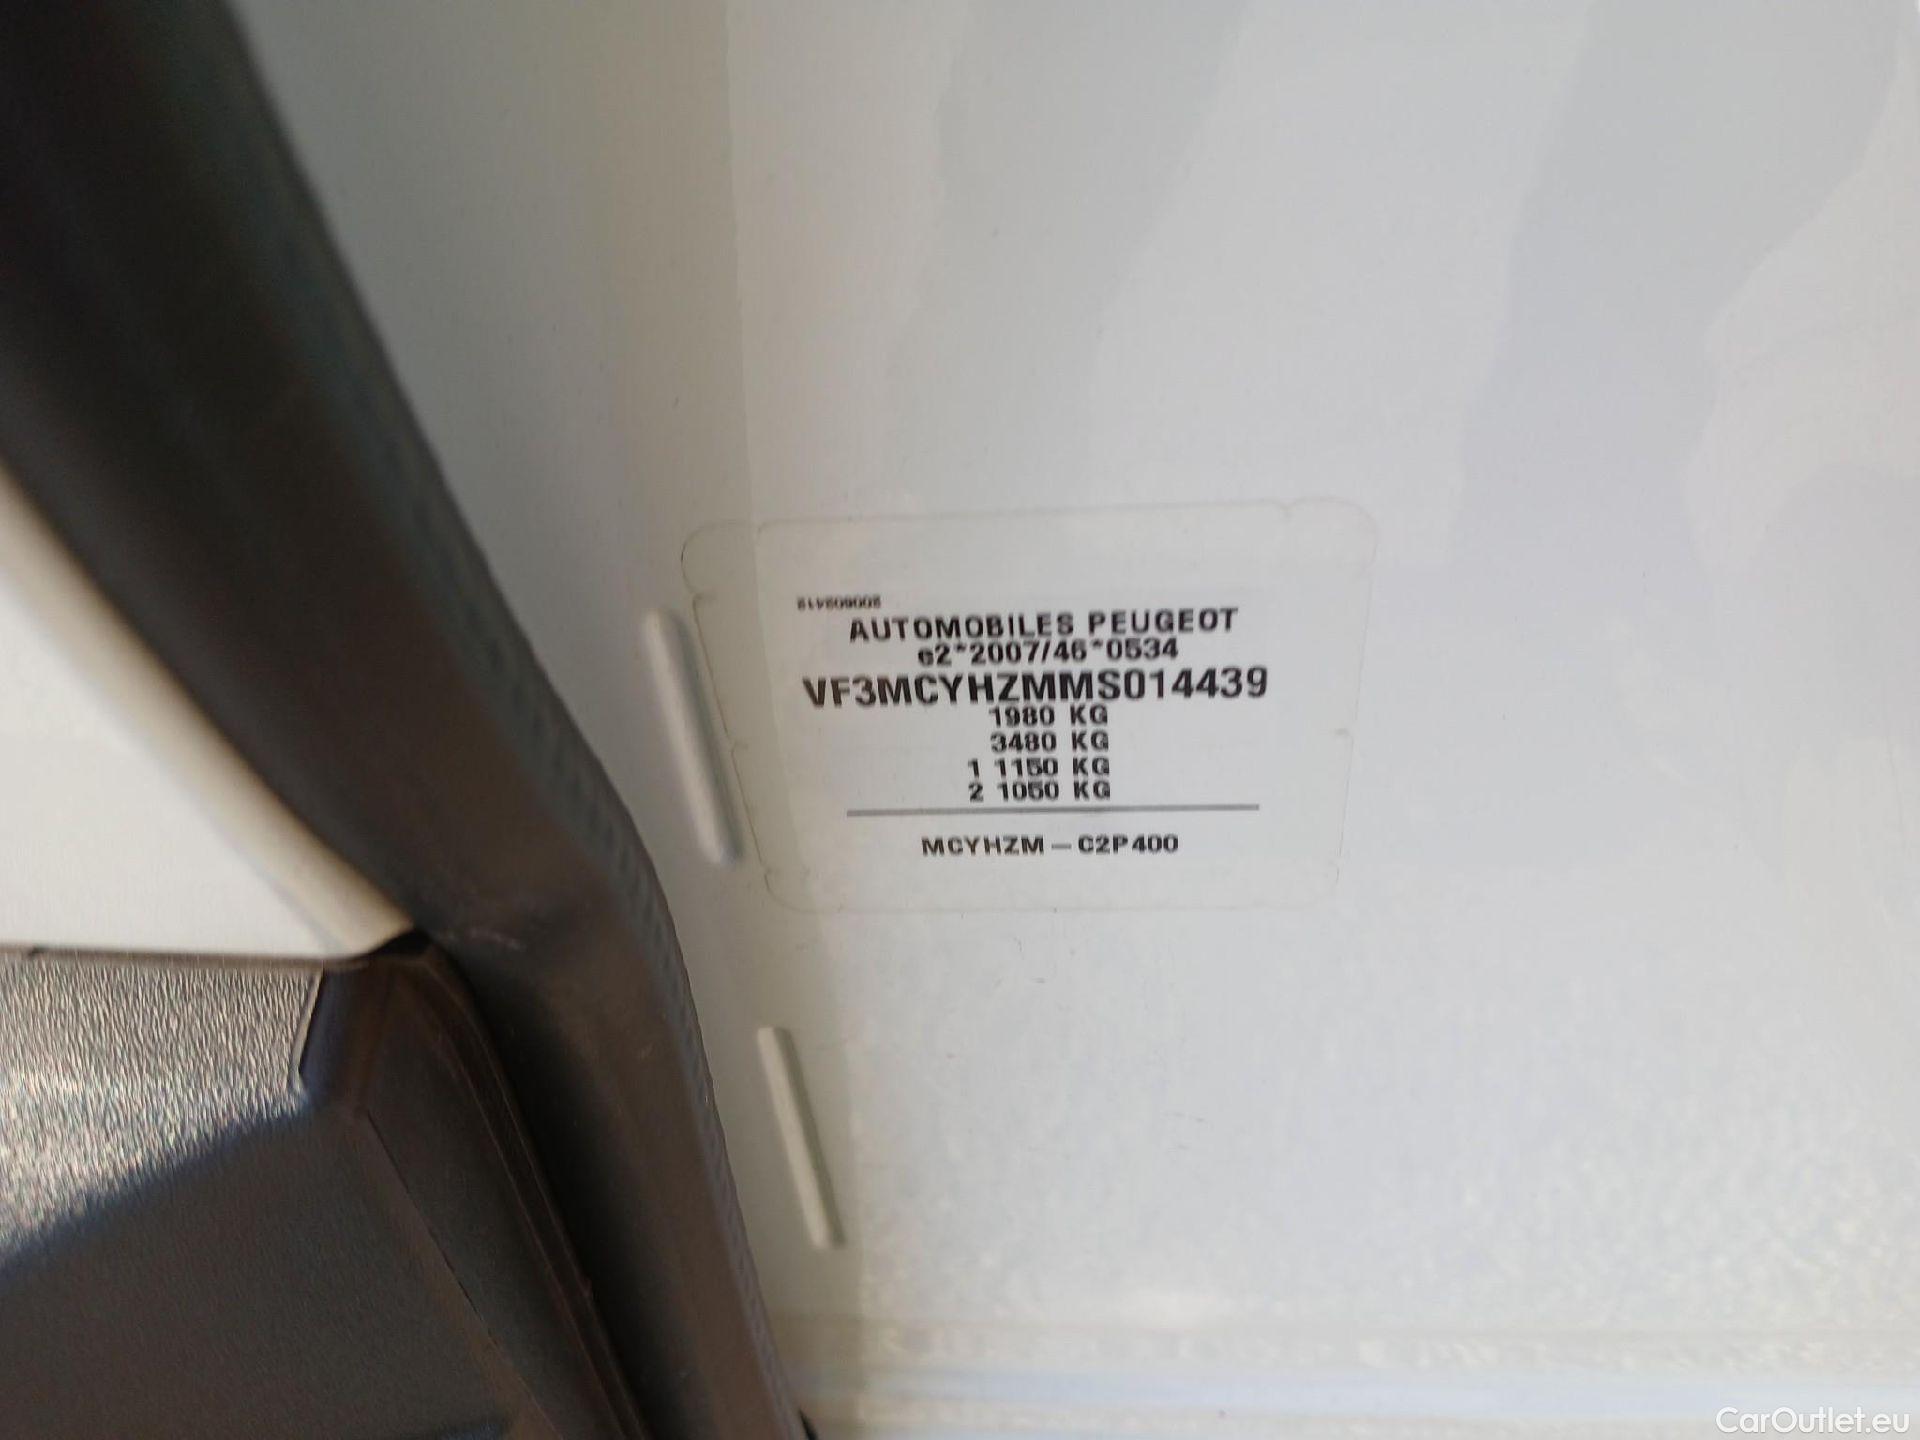 2006092412
AUTOMOBILES PEUGEOT
e2*2007/46*0534
VF3MCYHZMMS014439
1980 KG
3480 KG
1 1150 KG
2 1050 KG
MCYHZM — C2P400
CarOutlet.eu